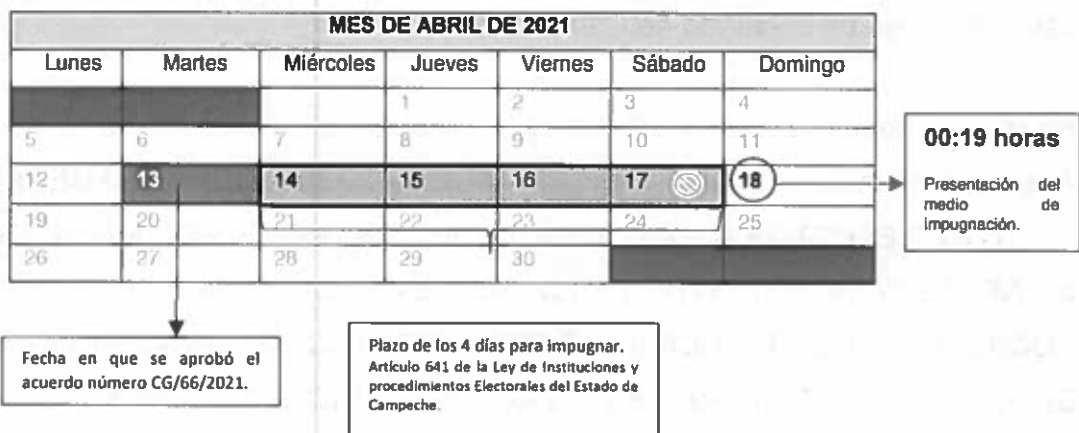 MES DE ABRIL DE 2021
Lunes Martes Miércoles Jueves Viernes Sábado Domingo
1 2 3 4
5 6 7 8 9 10 11
12 13 14 15 16 17 18
19 20 21 22 23 24 25
26 27 28 29 30
00:19 horas
Presentación del
medio de
impugnación.
Fecha en que se aprobó el
acuerdo número CG/66/2021.
Plazo de los 4 días para impugnar.
Artículo 641 de la Ley de Instituciones y
procedimientos Electorales del Estado de
Campeche.